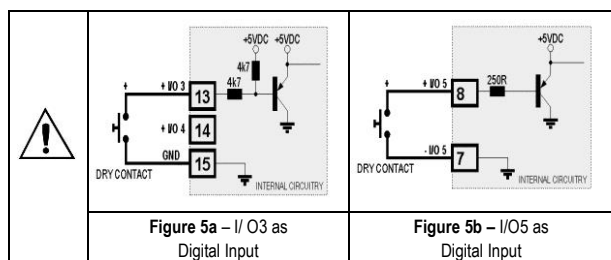 +5VDC +5VDC
4k7
4k7
+ + I/O 3 13
+ I/O 4 14
GND 15
DRY CONTACT
INTERNAL CIRCUITRY
+5VDC
250R
+ + I/O 5 8
- I/O 5 7
DRY CONTACT
INTERNAL CIRCUITRY
Figure 5a – I/ O3 as
Digital Input
Figure 5b – I/O5 as
Digital Input